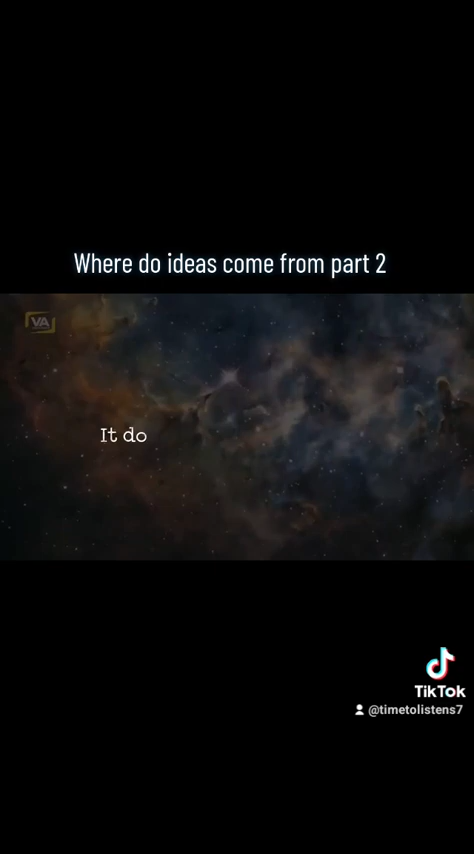 Where do ideas come from part 2
VA
It do
TikTok
@timetolistens7